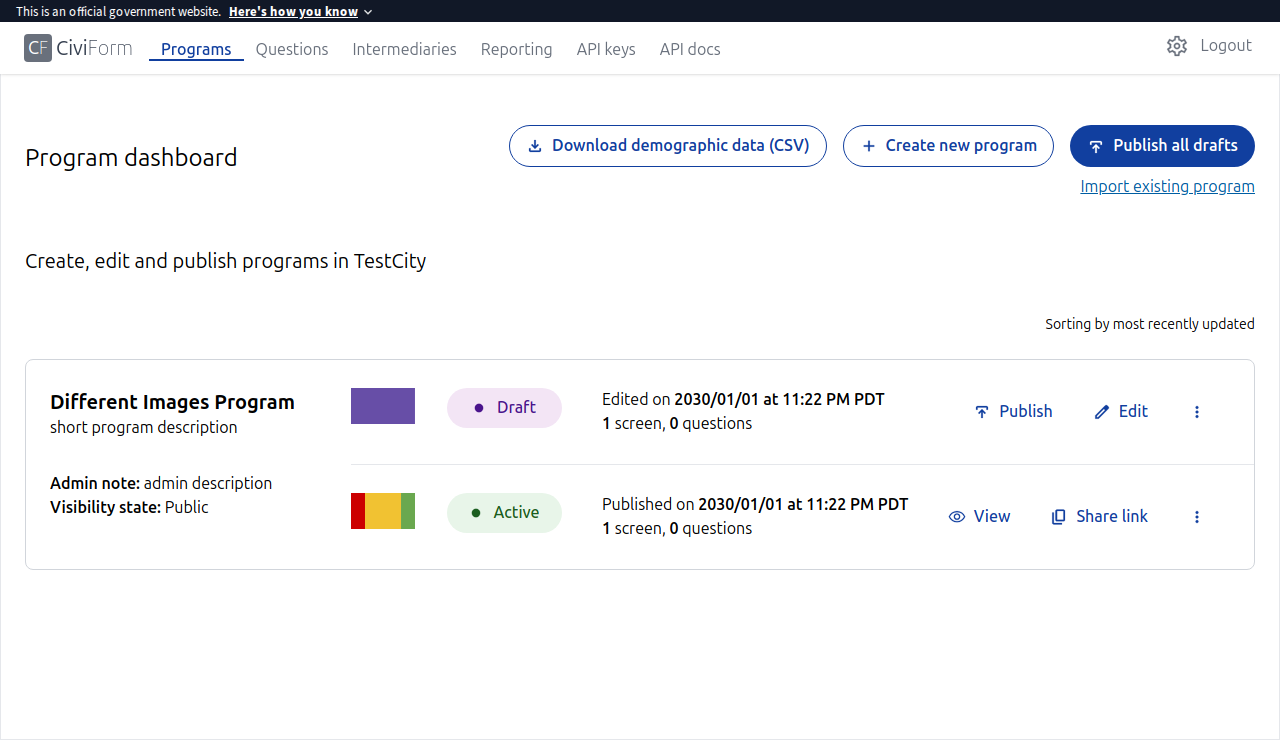 This is an official government website. Here's how you know
CF CiviForm Programs Questions Intermediaries Reporting API keys API docs Logout
Program dashboard
Download demographic data (CSV)
Create new program
Publish all drafts
Import existing program
Create, edit and publish programs in TestCity
Sorting by most recently updated
Different Images Program
short program description
Admin note: admin description
Visibility state: Public
Draft
Edited on 2030/01/01 at 11:22 PM PDT
1 screen, 0 questions
Publish
Edit
Active
Published on 2030/01/01 at 11:22 PM PDT
1 screen, 0 questions
View
Share link